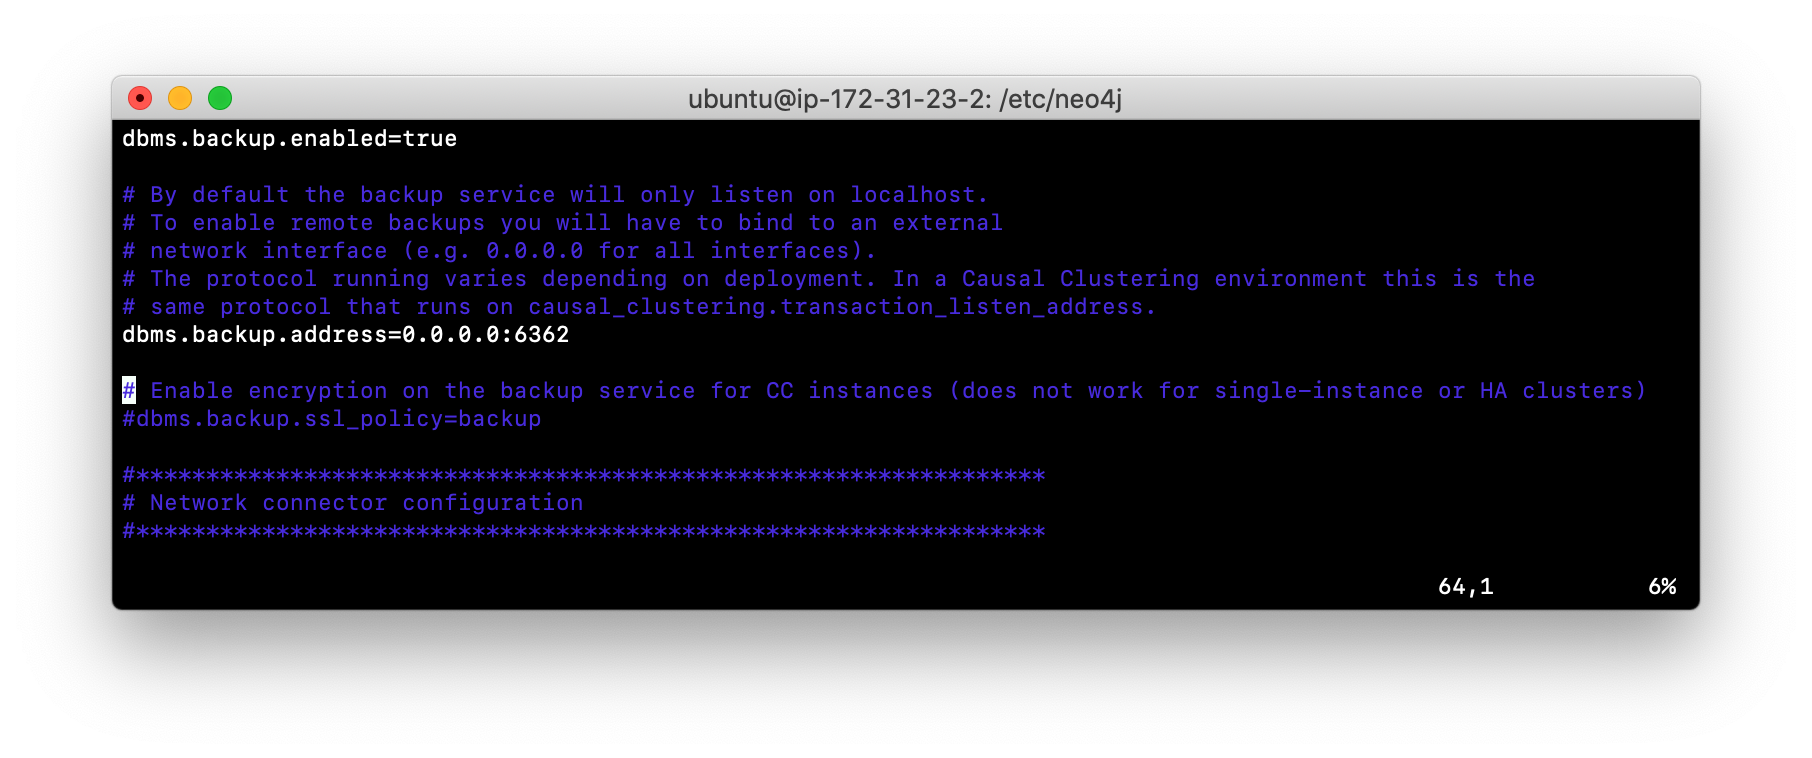 ubuntu@ip-172-31-23-2: /etc/neo4j
dbms.backup.enabled=true
# By default the backup service will only listen on localhost.
# To enable remote backups you will have to bind to an external
# network interface (e.g. 0.0.0.0 for all interfaces).
# The protocol running varies depending on deployment. In a Causal Clustering environment this is the
# same protocol that runs on causal_clustering.transaction_listen_address.
dbms.backup.address=0.0.0.0:6362
# Enable encryption on the backup service for CC instances (does not work for single-instance or HA clusters)
#dbms.backup.ssl_policy=backup
#*****************************************************************
# Network connector configuration
#*****************************************************************
64,1 6%